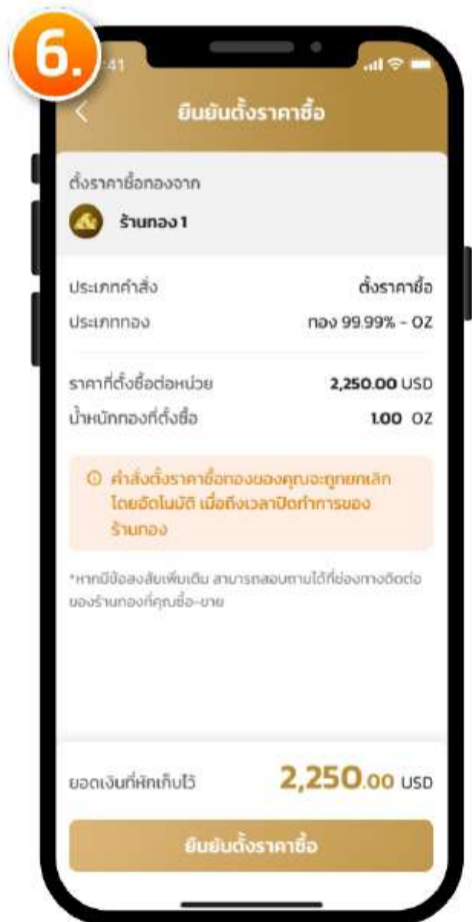 6.
:41
ยืนยันตั้งราคาซื้อ
ตั้งราคาซื้อทองจาก
ร้านทอง 1
ประเภทคำสั่ง ตั้งราคาซื้อ
ประเภททอง ทอง 99.99% - OZ
ราคาที่ตั้งซื้อต่อหน่วย 2,250.00 USD
น้ำหนักทองที่ตั้งซื้อ 1.00 OZ
คำสั่งตั้งราคาซื้อทองของคุณจะถูกยกเลิก
โดยอัตโนมัติ เมื่อถึงเวลาปิดทำการของ
ร้านทอง
*หากมีข้อสงสัยเพิ่มเติม สามารถสอบถามได้ที่ช่องทางติดต่อ
ของร้านทองที่คุณซื้อ-ขาย
ยอดเงินที่หักเก็บไว้ 2,250.00 USD
ยืนยันตั้งราคาซื้อ